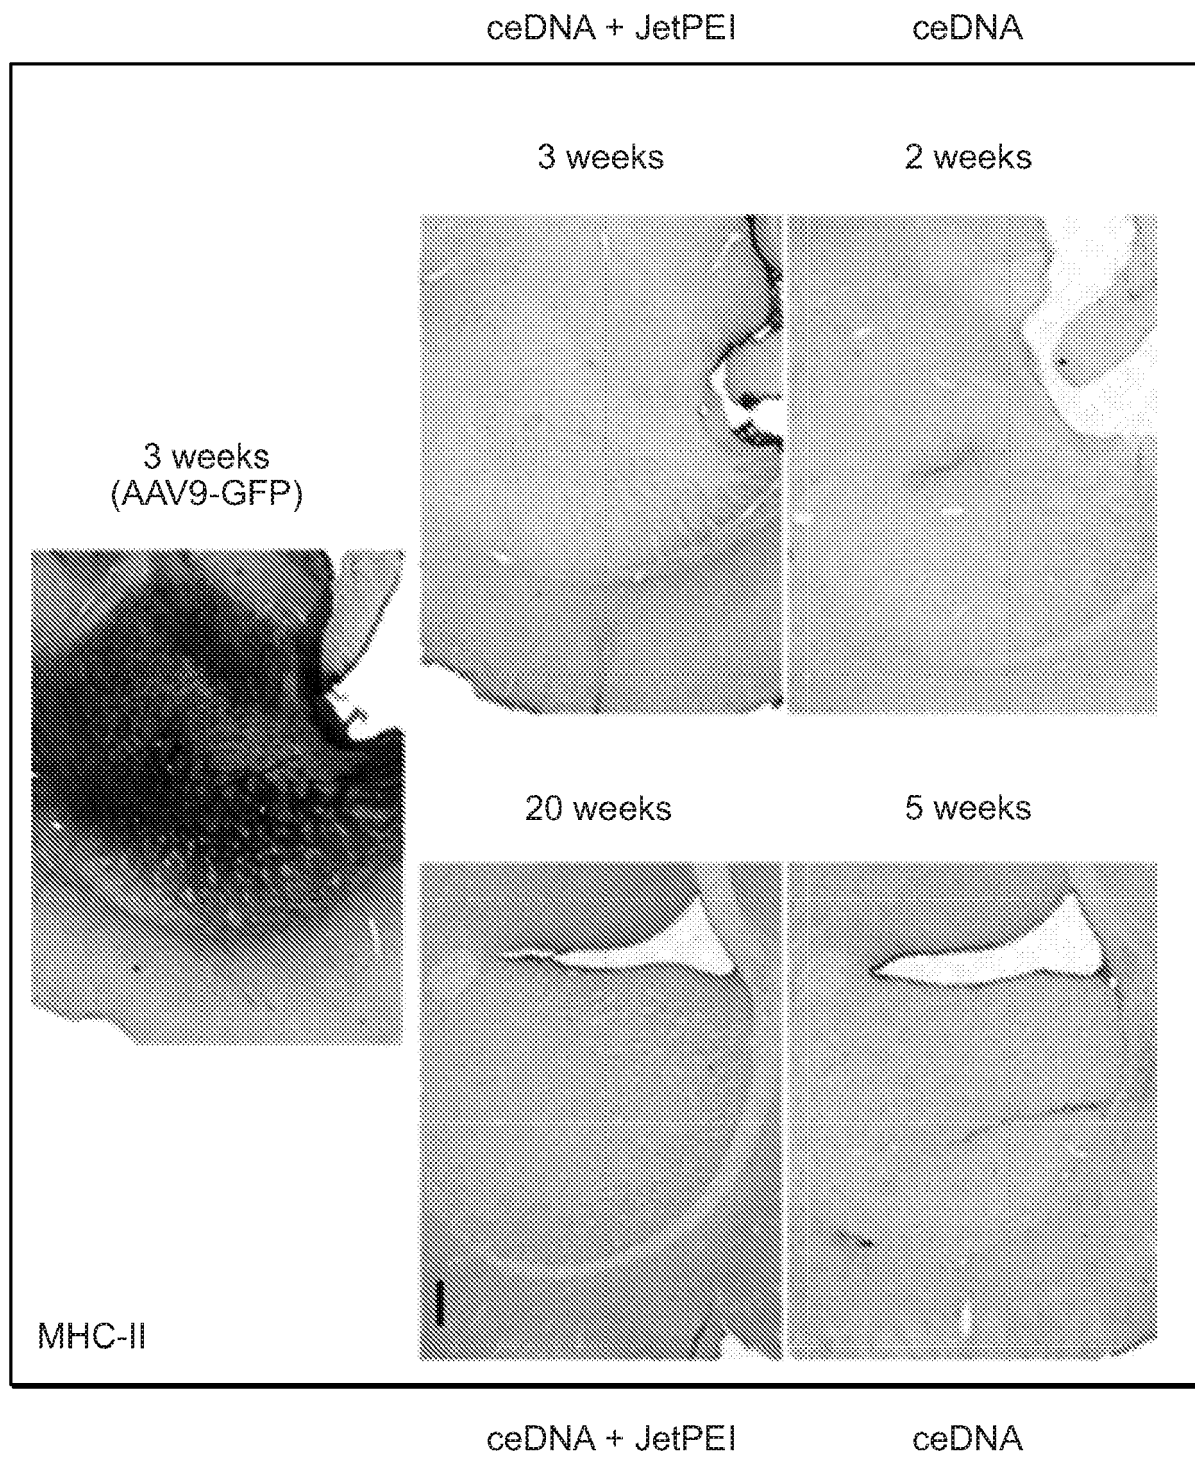 ceDNA + JetPEI
ceDNA
3 weeks
2 weeks
3 weeks
(AAV9-GFP)
20 weeks
5 weeks
MHC-II
ceDNA + JetPEI
ceDNA